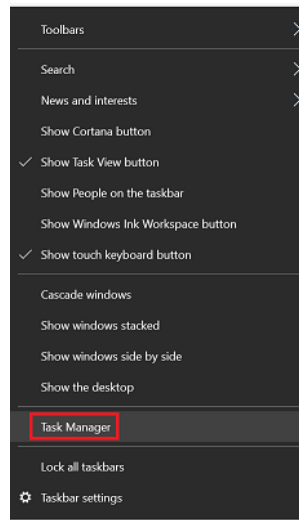 Toolbars
Search
News and interests
Show Cortana button
Show Task View button
Show People on the taskbar
Show Windows Ink Workspace button
Show touch keyboard button
Cascade windows
Show windows stacked
Show windows side by side
Show the desktop
Task Manager
Lock all taskbars
Taskbar settings